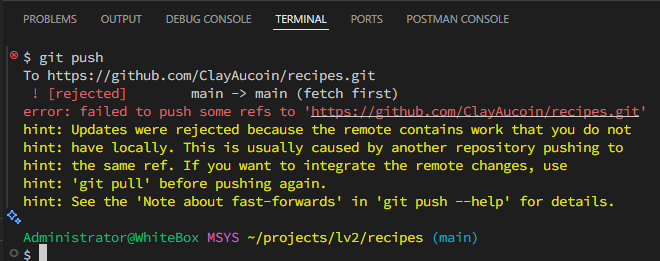 PROBLEMS OUTPUT DEBUG CONSOLE TERMINAL PORTS POSTMAN CONSOLE
$ git push
To https://github.com/ClayAucoin/recipes.git
 ! [rejected]        main -> main (fetch first)
error: failed to push some refs to 'https://github.com/ClayAucoin/recipes.git'
hint: Updates were rejected because the remote contains work that you do not
hint: have locally. This is usually caused by another repository pushing to
hint: the same ref. If you want to integrate the remote changes, use
hint: 'git pull' before pushing again.
hint: See the 'Note about fast-forwards' in 'git push --help' for details.
Administrator@WhiteBox MSYS ~/projects/lv2/recipes (main)
$